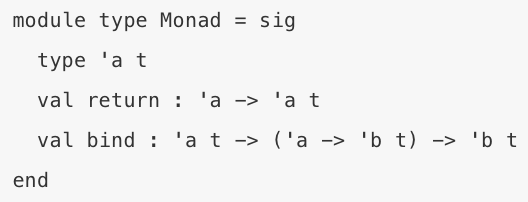 module type Monad = sig
  type 'a t
  val return : 'a -> 'a t
  val bind : 'a t -> ('a -> 'b t) -> 'b t
end